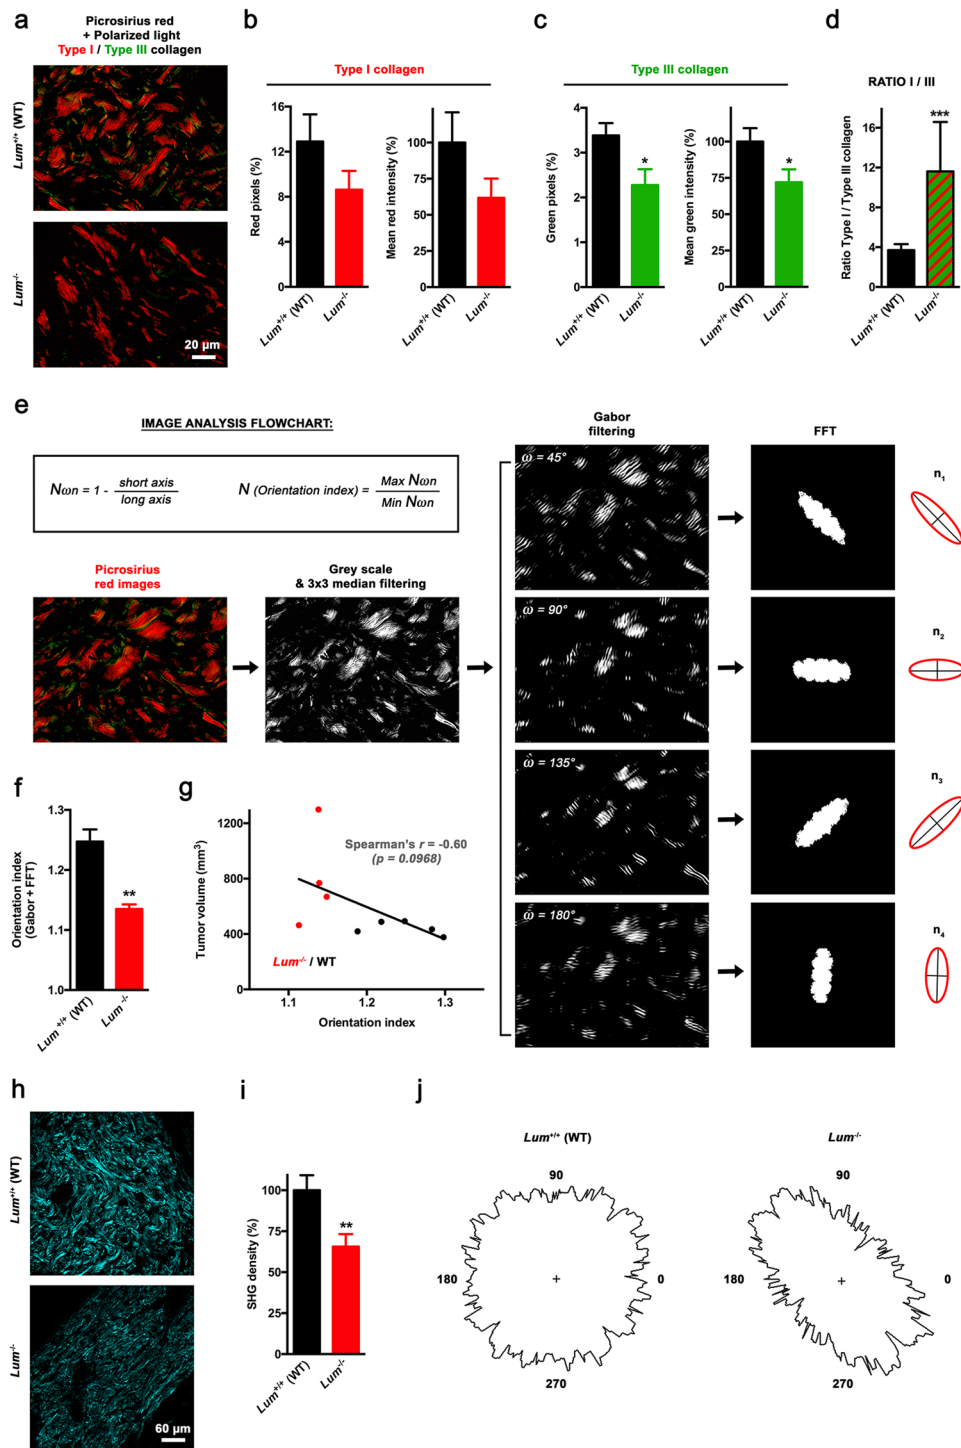 a
Picrosirius red
+ Polarized light
Type I / Type III collagen
Lum+/+ (WT)
Lum-/-
20 µm
b
Type I collagen
Red pixels (%)
16
12
8
4
0
Lum+/+ (WT)
Lum-/-
Mean red intensity (%)
100
75
50
25
0
Lum+/+ (WT)
Lum-/-
c
Type III collagen
Green pixels (%)
4
3
2
1
0
*
Lum+/+ (WT)
Lum-/-
Mean green intensity (%)
100
75
50
25
0
*
Lum+/+ (WT)
Lum-/-
d
RATIO I / III
Ratio Type I / Type III collagen
16
12
8
4
0
***
Lum+/+ (WT)
Lum-/-
e
IMAGE ANALYSIS FLOWCHART:
Nωn = 1 - short axis / long axis
N (Orientation index) = Max Nωn / Min Nωn
Picrosirius
red images
Grey scale
& 3x3 median filtering
Gabor
filtering
FFT
ω = 45°
n1
ω = 90°
n2
ω = 135°
n3
ω = 180°
n4
f
Orientation index
(Gabor + FFT)
1.3
1.2
1.1
1.0
**
Lum+/+ (WT)
Lum-/-
g
Tumor volume (mm3)
1200
800
400
0
Spearman's r = -0.60
(p = 0.0968)
Lum-/- / WT
1.1
1.2
1.3
Orientation index
h
Lum+/+ (WT)
Lum-/-
60 µm
i
SHG density (%)
100
75
50
25
0
**
Lum+/+ (WT)
Lum-/-
j
Lum+/+ (WT)
90
180
+
0
270
Lum-/-
90
180
+
0
270